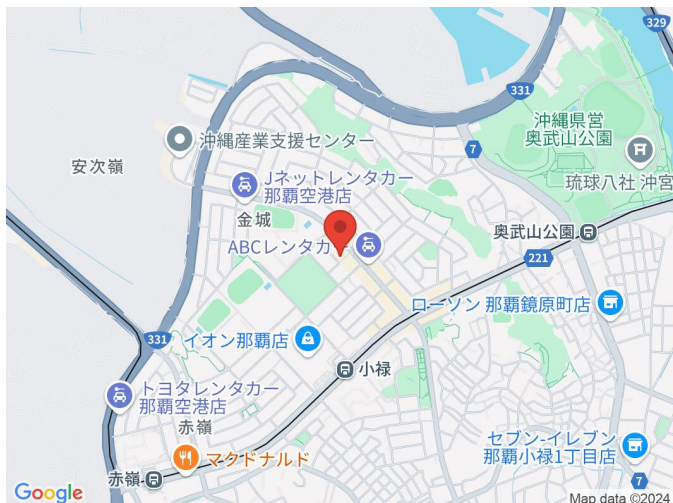 329
331
沖縄県営
奥武山公園
沖縄産業支援センター
7
安次嶺
琉球八社 沖宮
Jネットレンタカー
那覇空港店
金城
奥武山公園
ABCレンタカー
221
ローソン 那覇鏡原町店
331
イオン那覇店
小禄
トヨタレンタカー
那覇空港店
赤嶺
セブン-イレブン
那覇小禄1丁目店
マクドナルド
赤嶺
7
Google
Map data ©2024